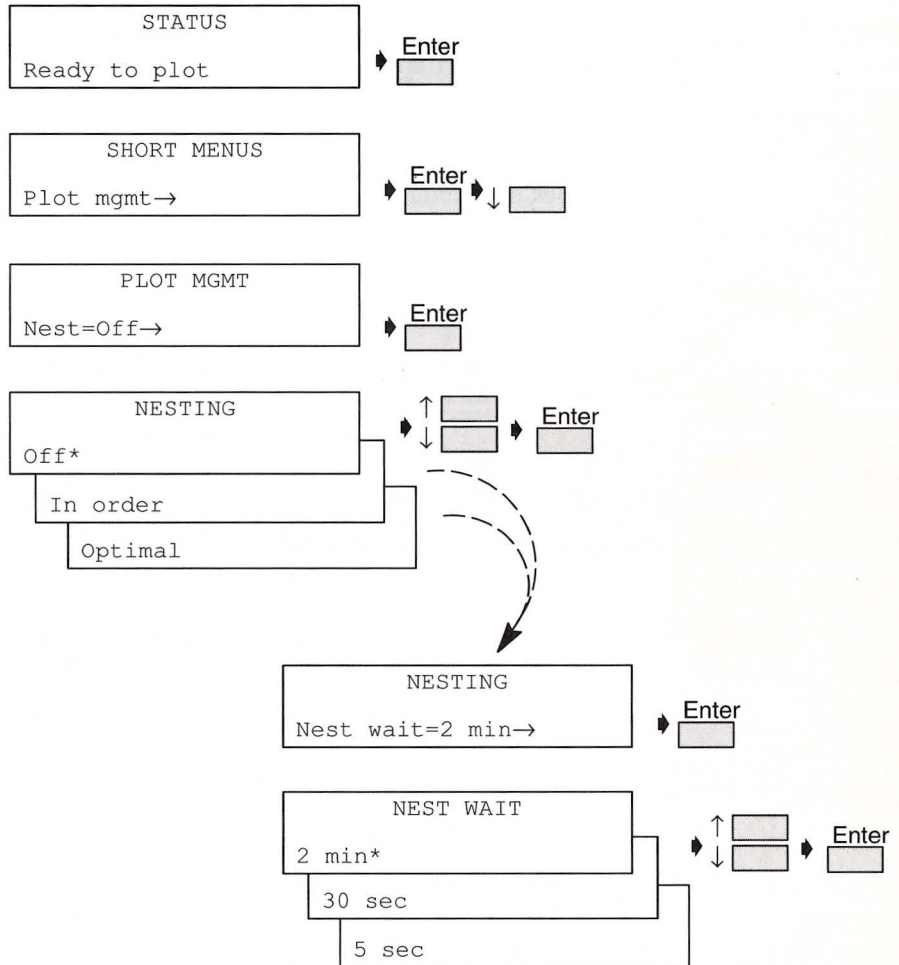 STATUS
Ready to plot
Enter
SHORT MENUS
Plot mgmt→
Enter
↓
PLOT MGMT
Nest=Off→
Enter
NESTING
Off*
In order
Optimal
↑
↓
Enter
NESTING
Nest wait=2 min→
Enter
NEST WAIT
2 min*
30 sec
5 sec
↑
↓
Enter